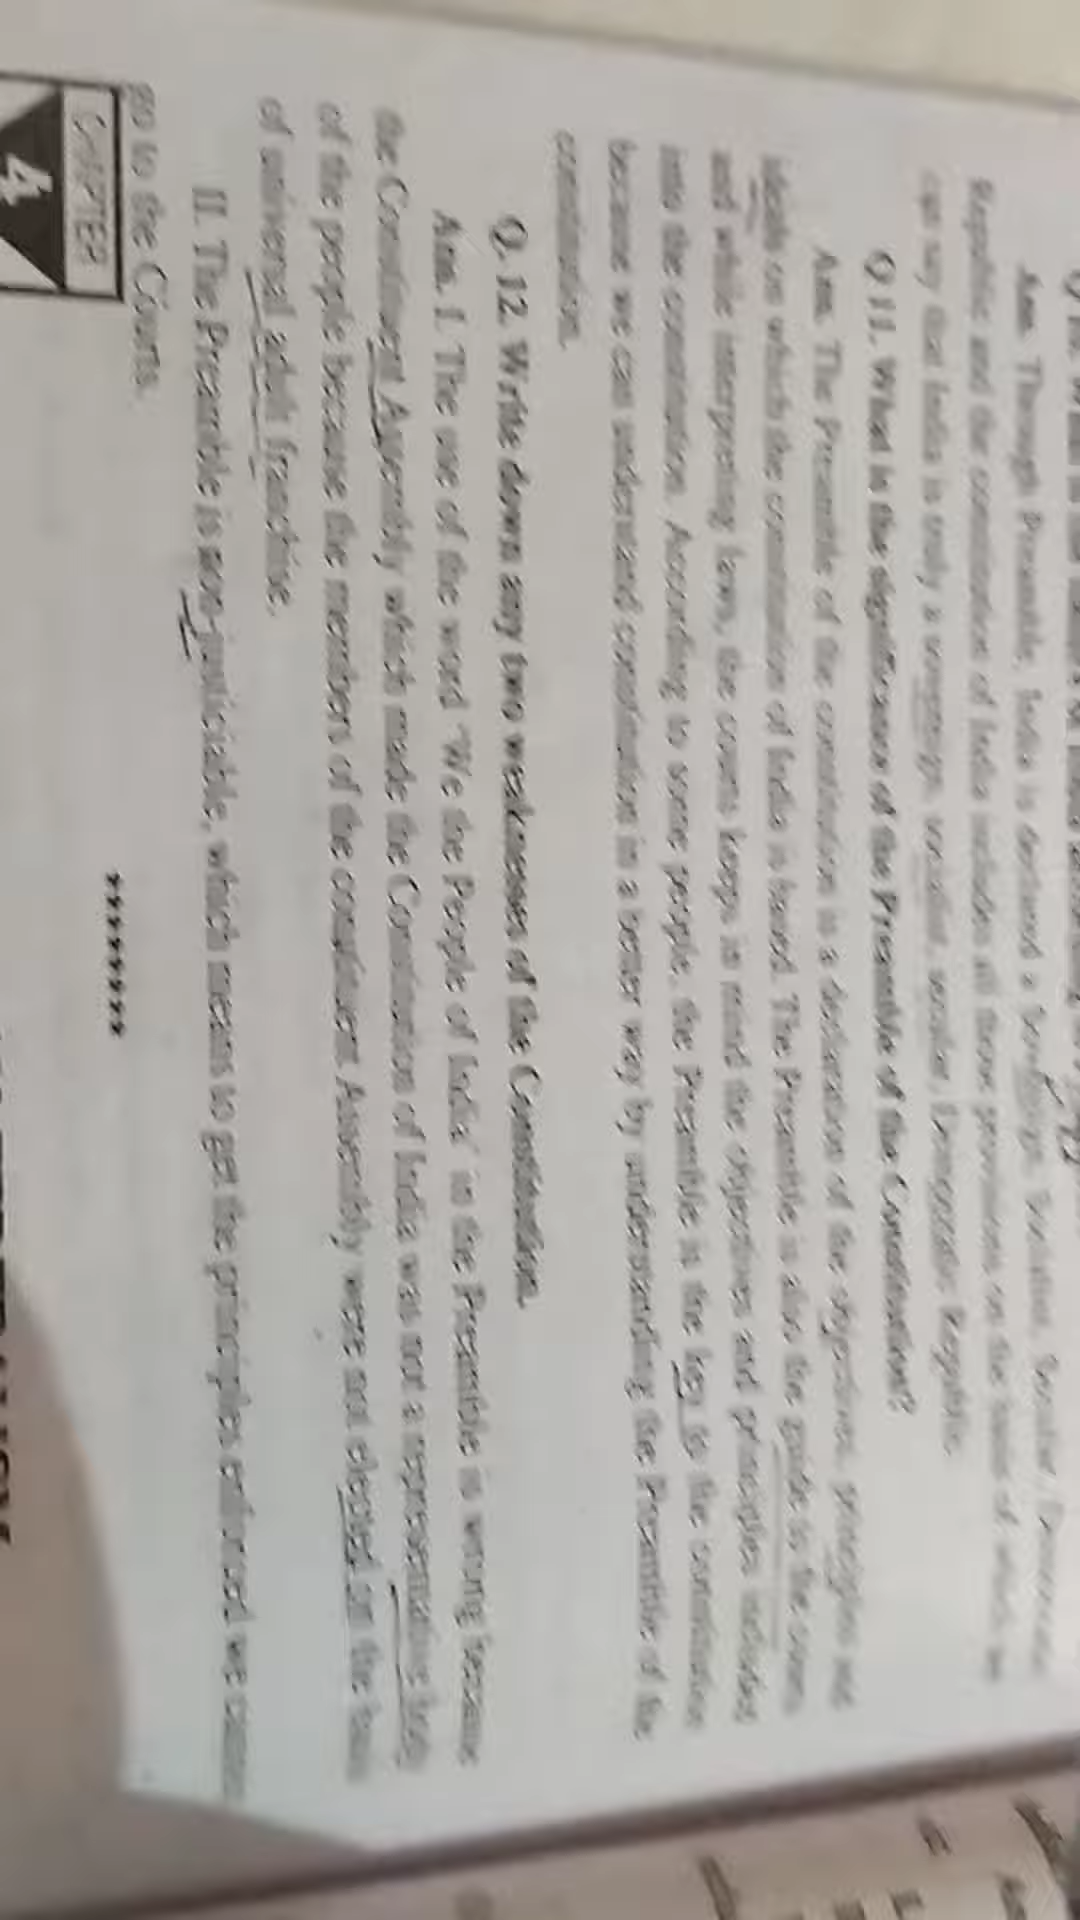 Ans. Though Preamble, India is declared a Sovereign, Socialist, Secular, Democratic
Republic and the constitution of India includes all those provisions on the basis of which we
can say that India is truly a sovereign, socialist, secular, Democratic Republic.
Q 11. What is the significance of the Preamble of the Constitution?
Ans. The Preamble of the constitution is a declaration of the objectives, principles and
ideals on which the constitution of India is based. The Preamble is also the guide to the courts
and while interpreting laws, the courts keeps in mind the objectives and principles
into the constitution. According to some people, the Preamble is the key to the constitution
because we can understand constitution in a better way by understanding the Preamble of the
constitution.
Q. 12. Write down any two weaknesses of the Constitution.
Ans. I. The use of the word 'We the People of India' in the Preamble is wrong because
the Constituent Assembly which made the Constitution of India was not a representative body
of the people because the members of the constituent Assembly were not elected on the basis
of universal adult franchise.
II. The Preamble is non-justiciable, which means to get the principles enforced we cannot
go to the Courts.
********
CHAPTER
4